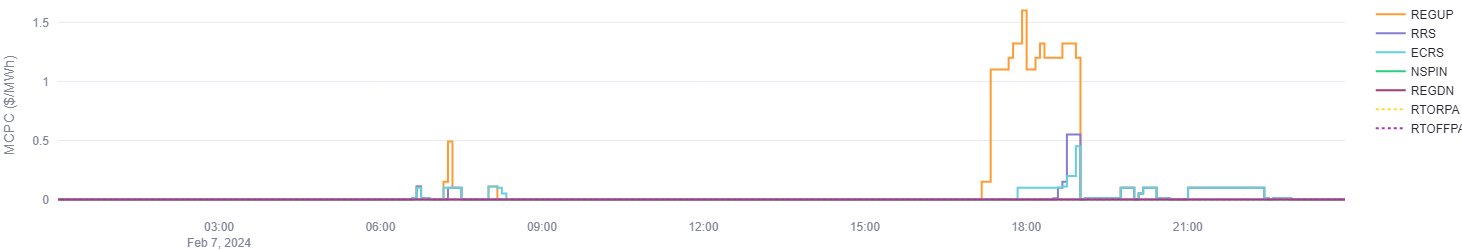 MCPC ($/MWh)
1.5
1
0.5
0
03:00
Feb 7, 2024
06:00
09:00
12:00
15:00
18:00
21:00
REGUP
RRS
ECRS
NSPIN
REGDN
RTORPA
RTOFFPA